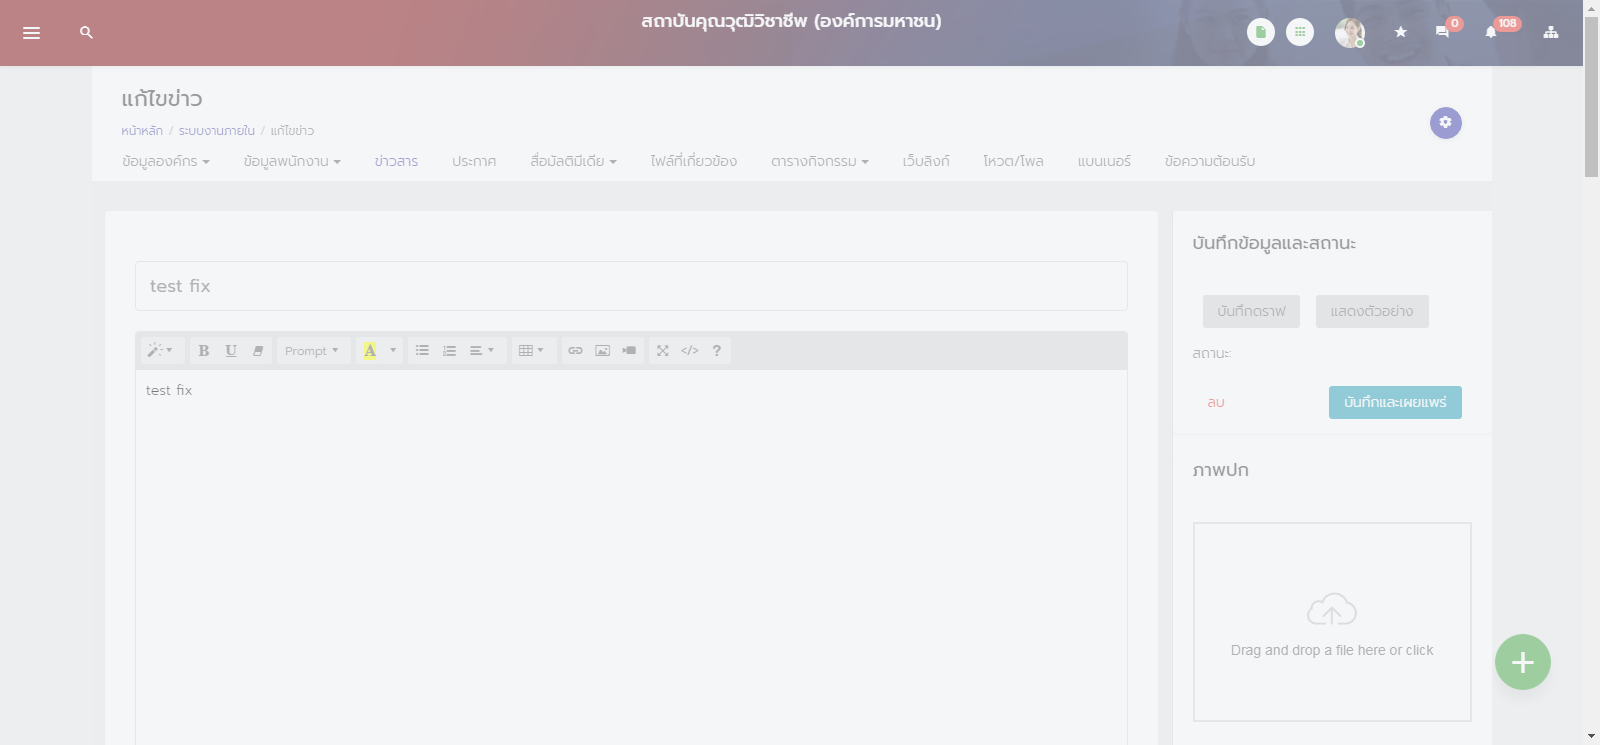 สถาบันคุณวุฒิวิชาชีพ (องค์การมหาชน)
0
108
แก้ไขข่าว
หน้าหลัก / ระบบงานภายใน / แก้ไขข่าว
ข้อมูลองค์กร ข้อมูลพนักงาน ข่าวสาร ประกาศ สื่อมัลติมีเดีย ไฟล์ที่เกี่ยวข้อง ตารางกิจกรรม เว็บลิงก์ โหวต/โพล แบนเนอร์ ข้อความต้อนรับ
test fix
B U Prompt A </> ?
test fix
บันทึกข้อมูลและสถานะ
บันทึกดราฟ แสดงตัวอย่าง
สถานะ:
ลบ บันทึกและเผยแพร่
ภาพปก
Drag and drop a file here or click